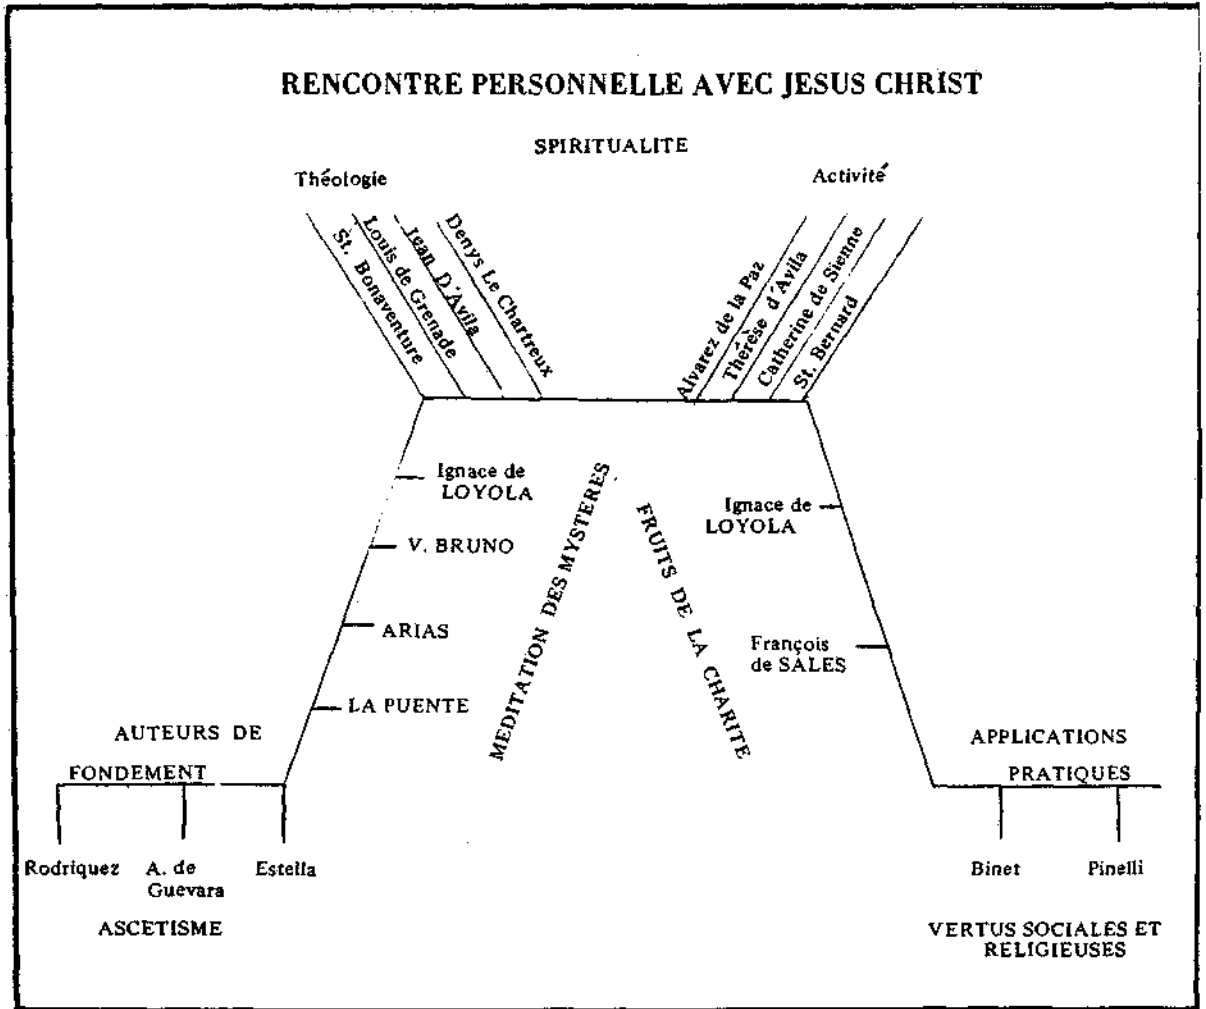 RENCONTRE PERSONNELLE AVEC JESUS CHRIST
SPIRITUALITE
Théologie
Activité
St. Bonaventure
Louis de Grenade
Jean D'Avila
Denys Le Chartreux
Alvarez de la Paz
Thérèse d'Avila
Catherine de Sienne
St. Bernard
Ignace de
LOYOLA
V. BRUNO
ARIAS
LA PUENTE
MEDITATION DES MYSTERES
FRUITS DE LA CHARITE
Ignace de
LOYOLA
François
de SALES
AUTEURS DE
FONDEMENT
APPLICATIONS
PRATIQUES
Rodriquez
A. de
Guevara
Estella
Binet
Pinelli
ASCETISME
VERTUS SOCIALES ET
RELIGIEUSES